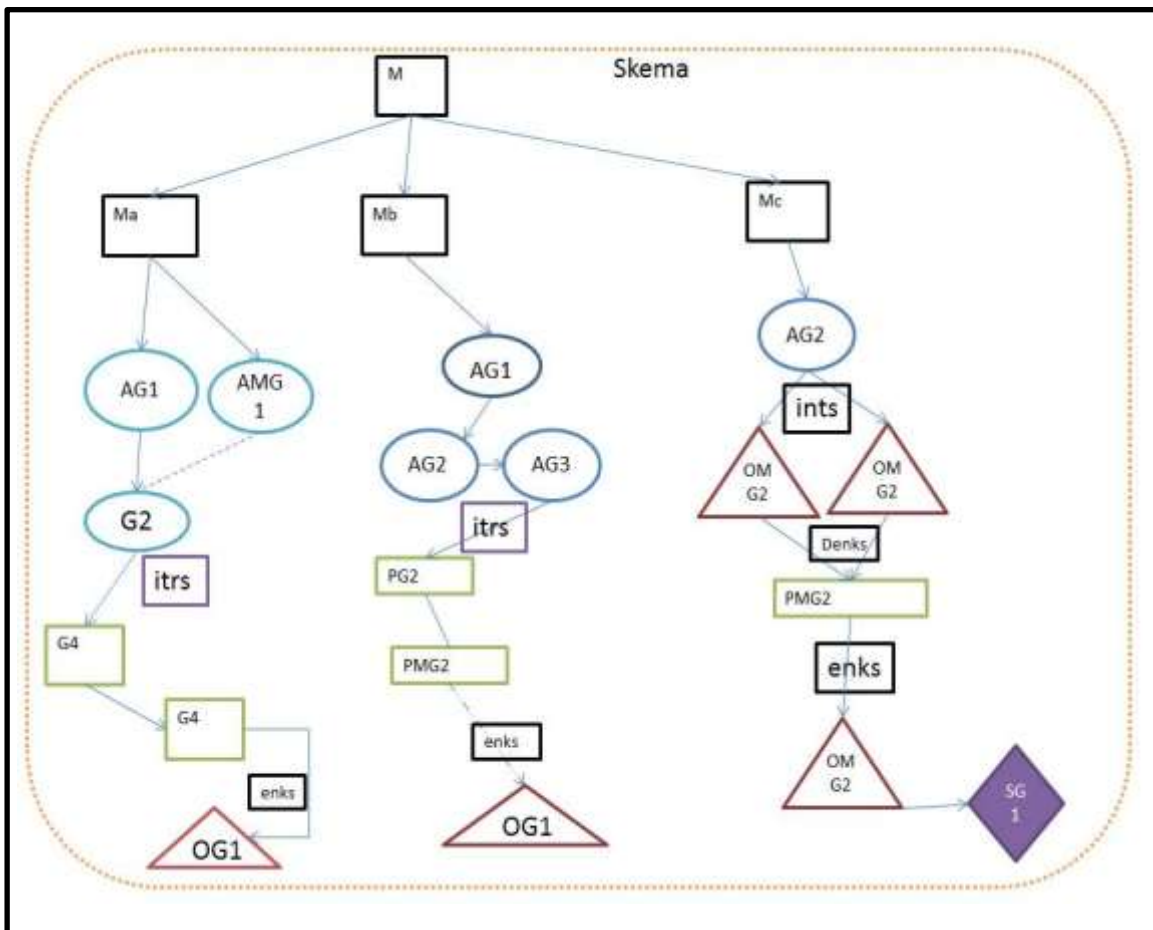 Skema
M
Ma
Mb
Mc
AG1
AMG
1
AG1
AG2
AG2
AG3
ints
OM
G2
OM
G2
G2
itrs
itrs
Denks
PG2
PMG2
G4
PMG2
enks
G4
enks
enks
OM
G2
SG
1
OG1
OG1